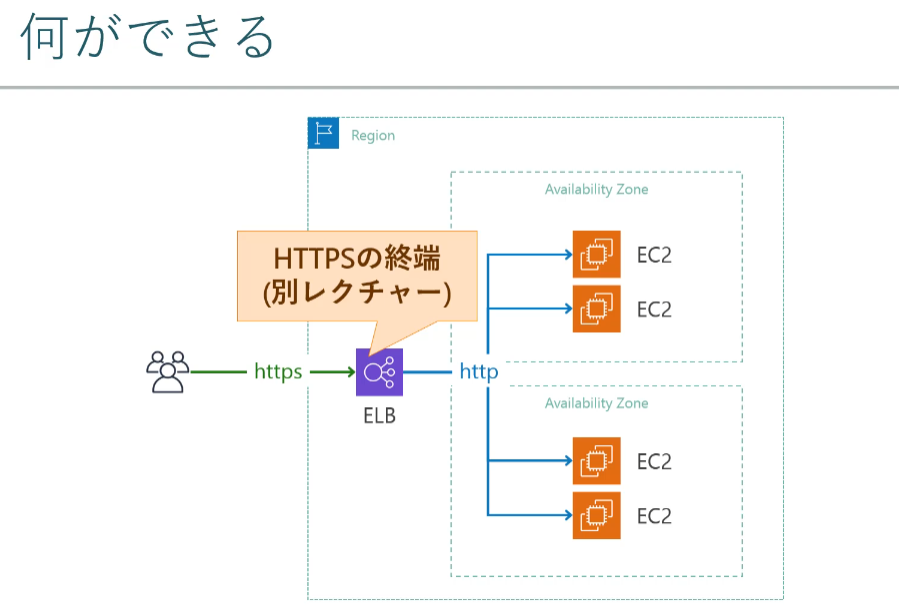 何ができる
Region
Availability Zone
EC2
EC2
HTTPSの終端
(別レクチャー)
https
ELB
http
Availability Zone
EC2
EC2